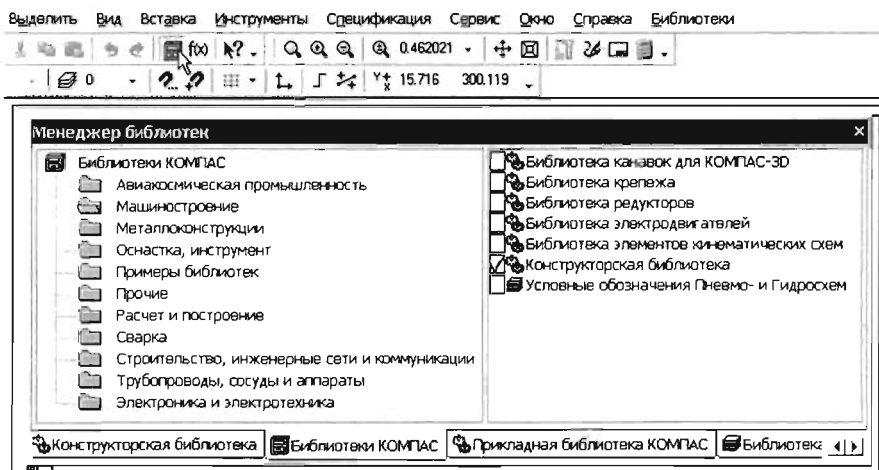 Выделить Вид Вставка Инструменты Спецификация Сервис Окно Справка Библиотеки
f(x) 0.462021
0 15.716 300.119
Менеджер библиотек
Библиотеки КОМПАС
Авиакосмическая промышленность
Машиностроение
Металлоконструкции
Оснастка, инструмент
Примеры библиотек
Прочие
Расчет и построение
Сварка
Строительство, инженерные сети и коммуникации
Трубопроводы, сосуды и аппараты
Электроника и электротехника
Библиотека канавок для КОМПАС-3D
Библиотека крепежа
Библиотека редукторов
Библиотека электродвигателей
Библиотека элементов кинематических схем
Конструкторская библиотека
Условные обозначения Пневмо- и Гидросхем
Конструкторская библиотека Библиотеки КОМПАС Прикладная библиотека КОМПАС Библиотека